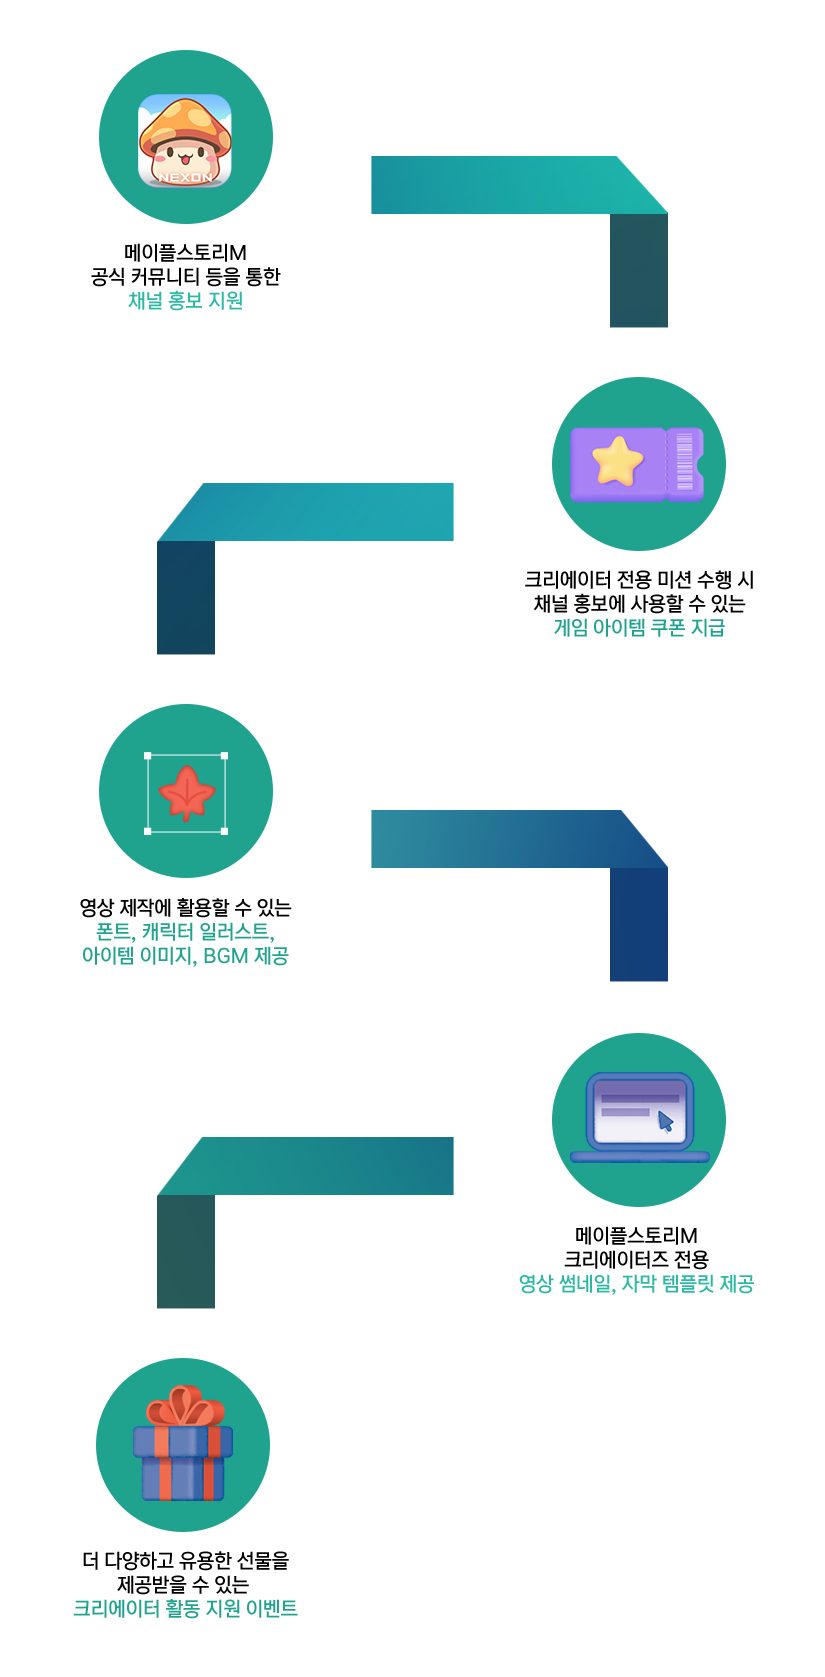 NEXON
메이플스토리M
공식 커뮤니티 등을 통한
채널 홍보 지원
크리에이터 전용 미션 수행 시
채널 홍보에 사용할 수 있는
게임 아이템 쿠폰 지급
영상 제작에 활용할 수 있는
폰트, 캐릭터 일러스트,
아이템 이미지, BGM 제공
메이플스토리M
크리에이터즈 전용
영상 썸네일, 자막 템플릿 제공
더 다양하고 유용한 선물을
제공받을 수 있는
크리에이터 활동 지원 이벤트